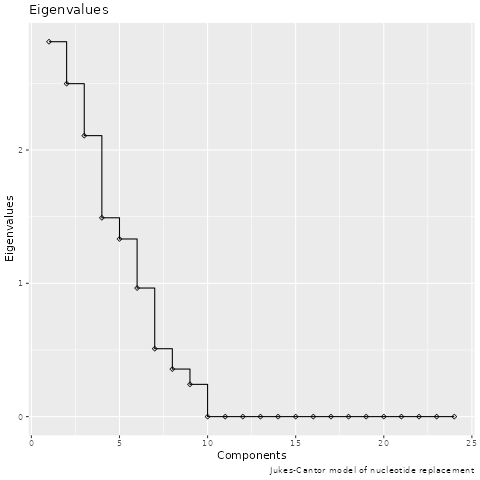 Eigenvalues
Eigenvalues
2
1
0
0
5
10
15
20
25
Components
Jukes-Cantor model of nucleotide replacement